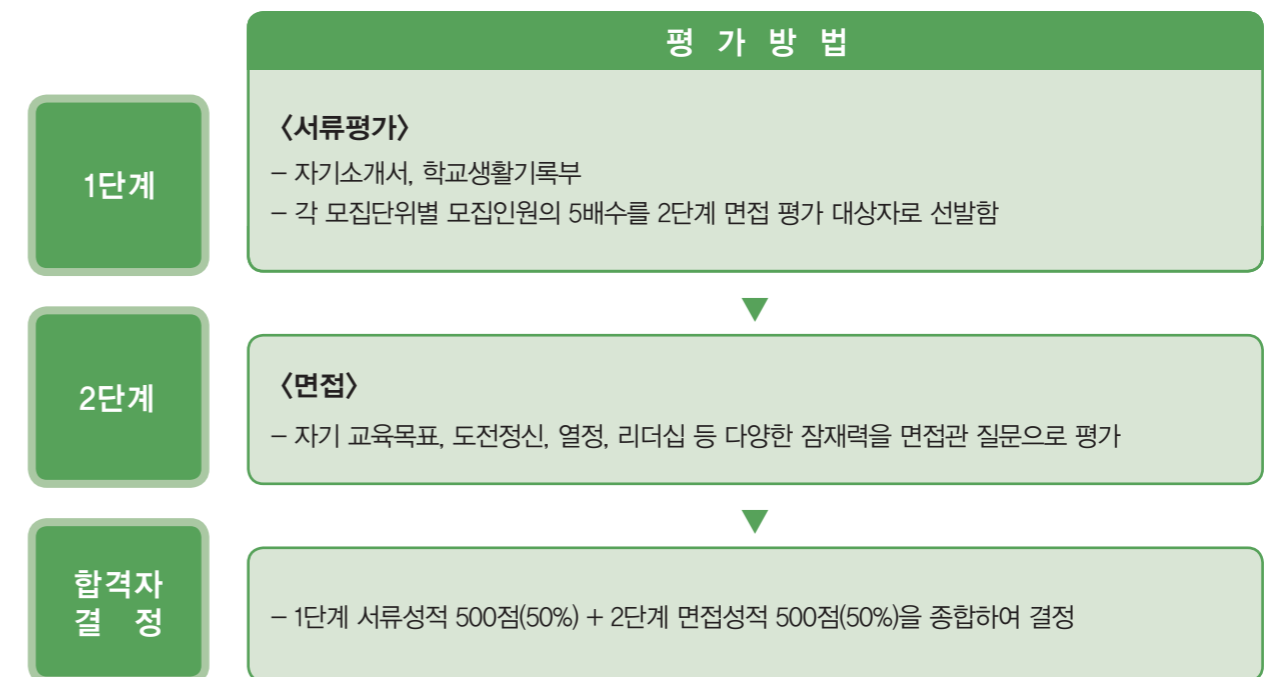 평 가 방 법
1단계
〈서류평가〉
– 자기소개서, 학교생활기록부
– 각 모집단위별 모집인원의 5배수를 2단계 면접 평가 대상자로 선발함
2단계
〈면접〉
– 자기 교육목표, 도전정신, 열정, 리더십 등 다양한 잠재력을 면접관 질문으로 평가
합격자
결 정
– 1단계 서류성적 500점(50%) + 2단계 면접성적 500점(50%)을 종합하여 결정